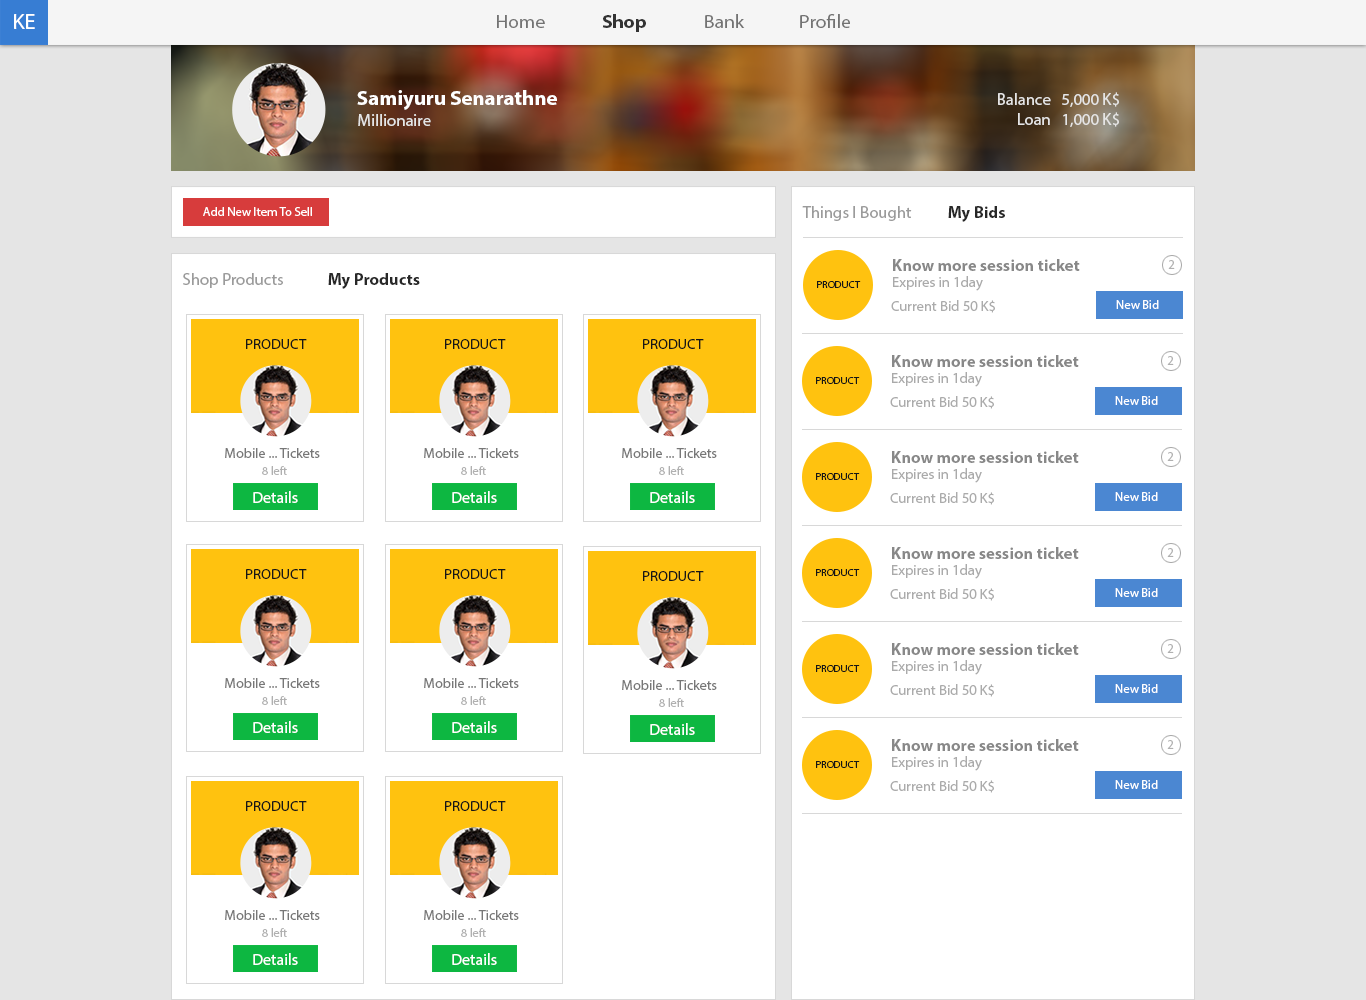 KE
Home Shop Bank Profile
Samiyuru Senarathne
Millionaire
Balance 5,000 K$
Loan 1,000 K$
Add New Item To Sell
Shop Products My Products
PRODUCT PRODUCT PRODUCT
Mobile ... Tickets Mobile ... Tickets Mobile ... Tickets
8 left 8 left 8 left
Details Details Details
PRODUCT PRODUCT PRODUCT
Mobile ... Tickets Mobile ... Tickets Mobile ... Tickets
8 left 8 left 8 left
Details Details Details
PRODUCT PRODUCT
Mobile ... Tickets Mobile ... Tickets
8 left 8 left
Details Details
Things I Bought My Bids
Know more session ticket 2
Expires in 1day
PRODUCT
Current Bid 50 K$ New Bid
Know more session ticket 2
Expires in 1day
PRODUCT
Current Bid 50 K$ New Bid
Know more session ticket 2
Expires in 1day
PRODUCT
Current Bid 50 K$ New Bid
Know more session ticket 2
Expires in 1day
PRODUCT
Current Bid 50 K$ New Bid
Know more session ticket 2
Expires in 1day
PRODUCT
Current Bid 50 K$ New Bid
Know more session ticket 2
Expires in 1day
PRODUCT
Current Bid 50 K$ New Bid